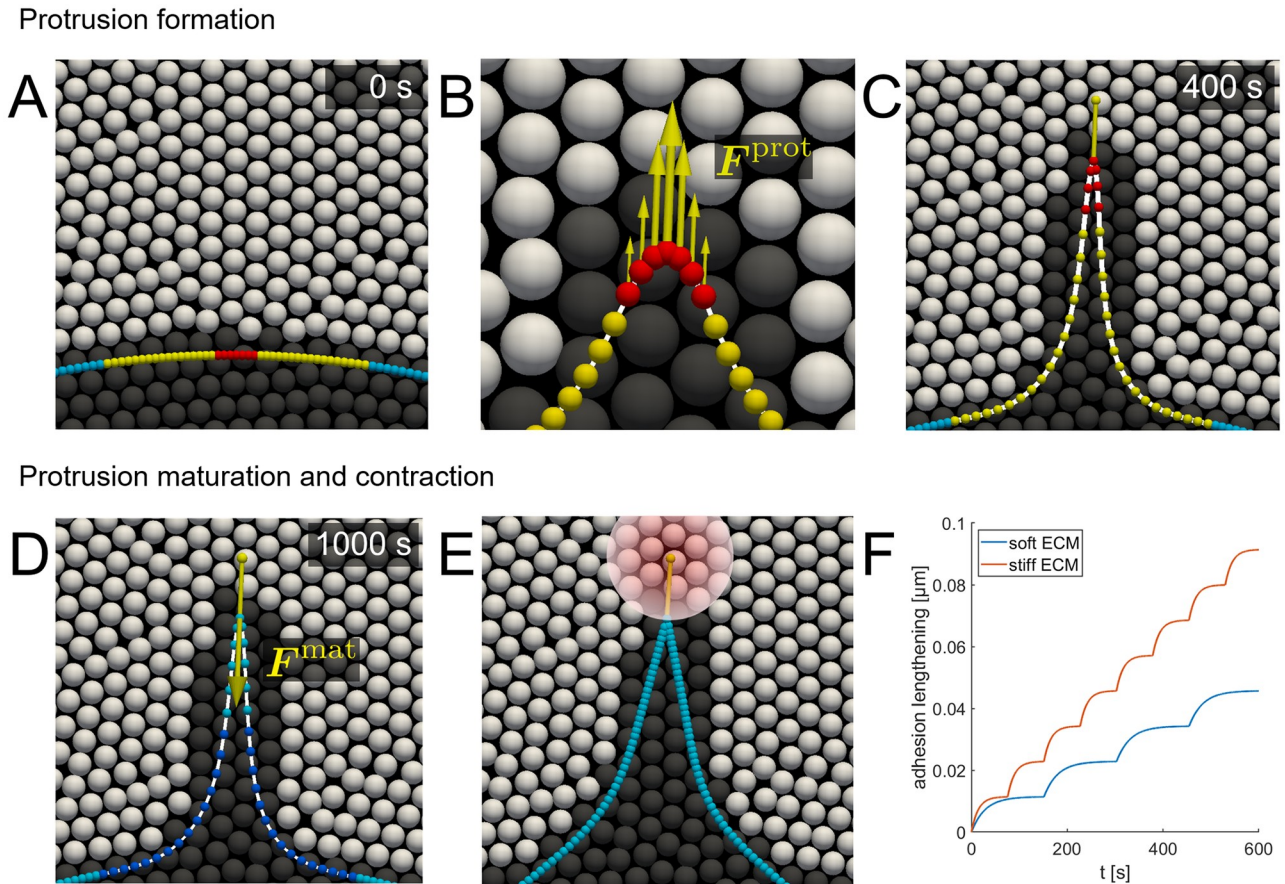 Protrusion formation
A
0 s
B
F^prot
C
400 s
Protrusion maturation and contraction
D
1000 s
F^mat
E
F
0.1
0.08
0.06
0.04
0.02
0
soft ECM
stiff ECM
adhesion lengthening [µm]
0
200
400
600
t [s]